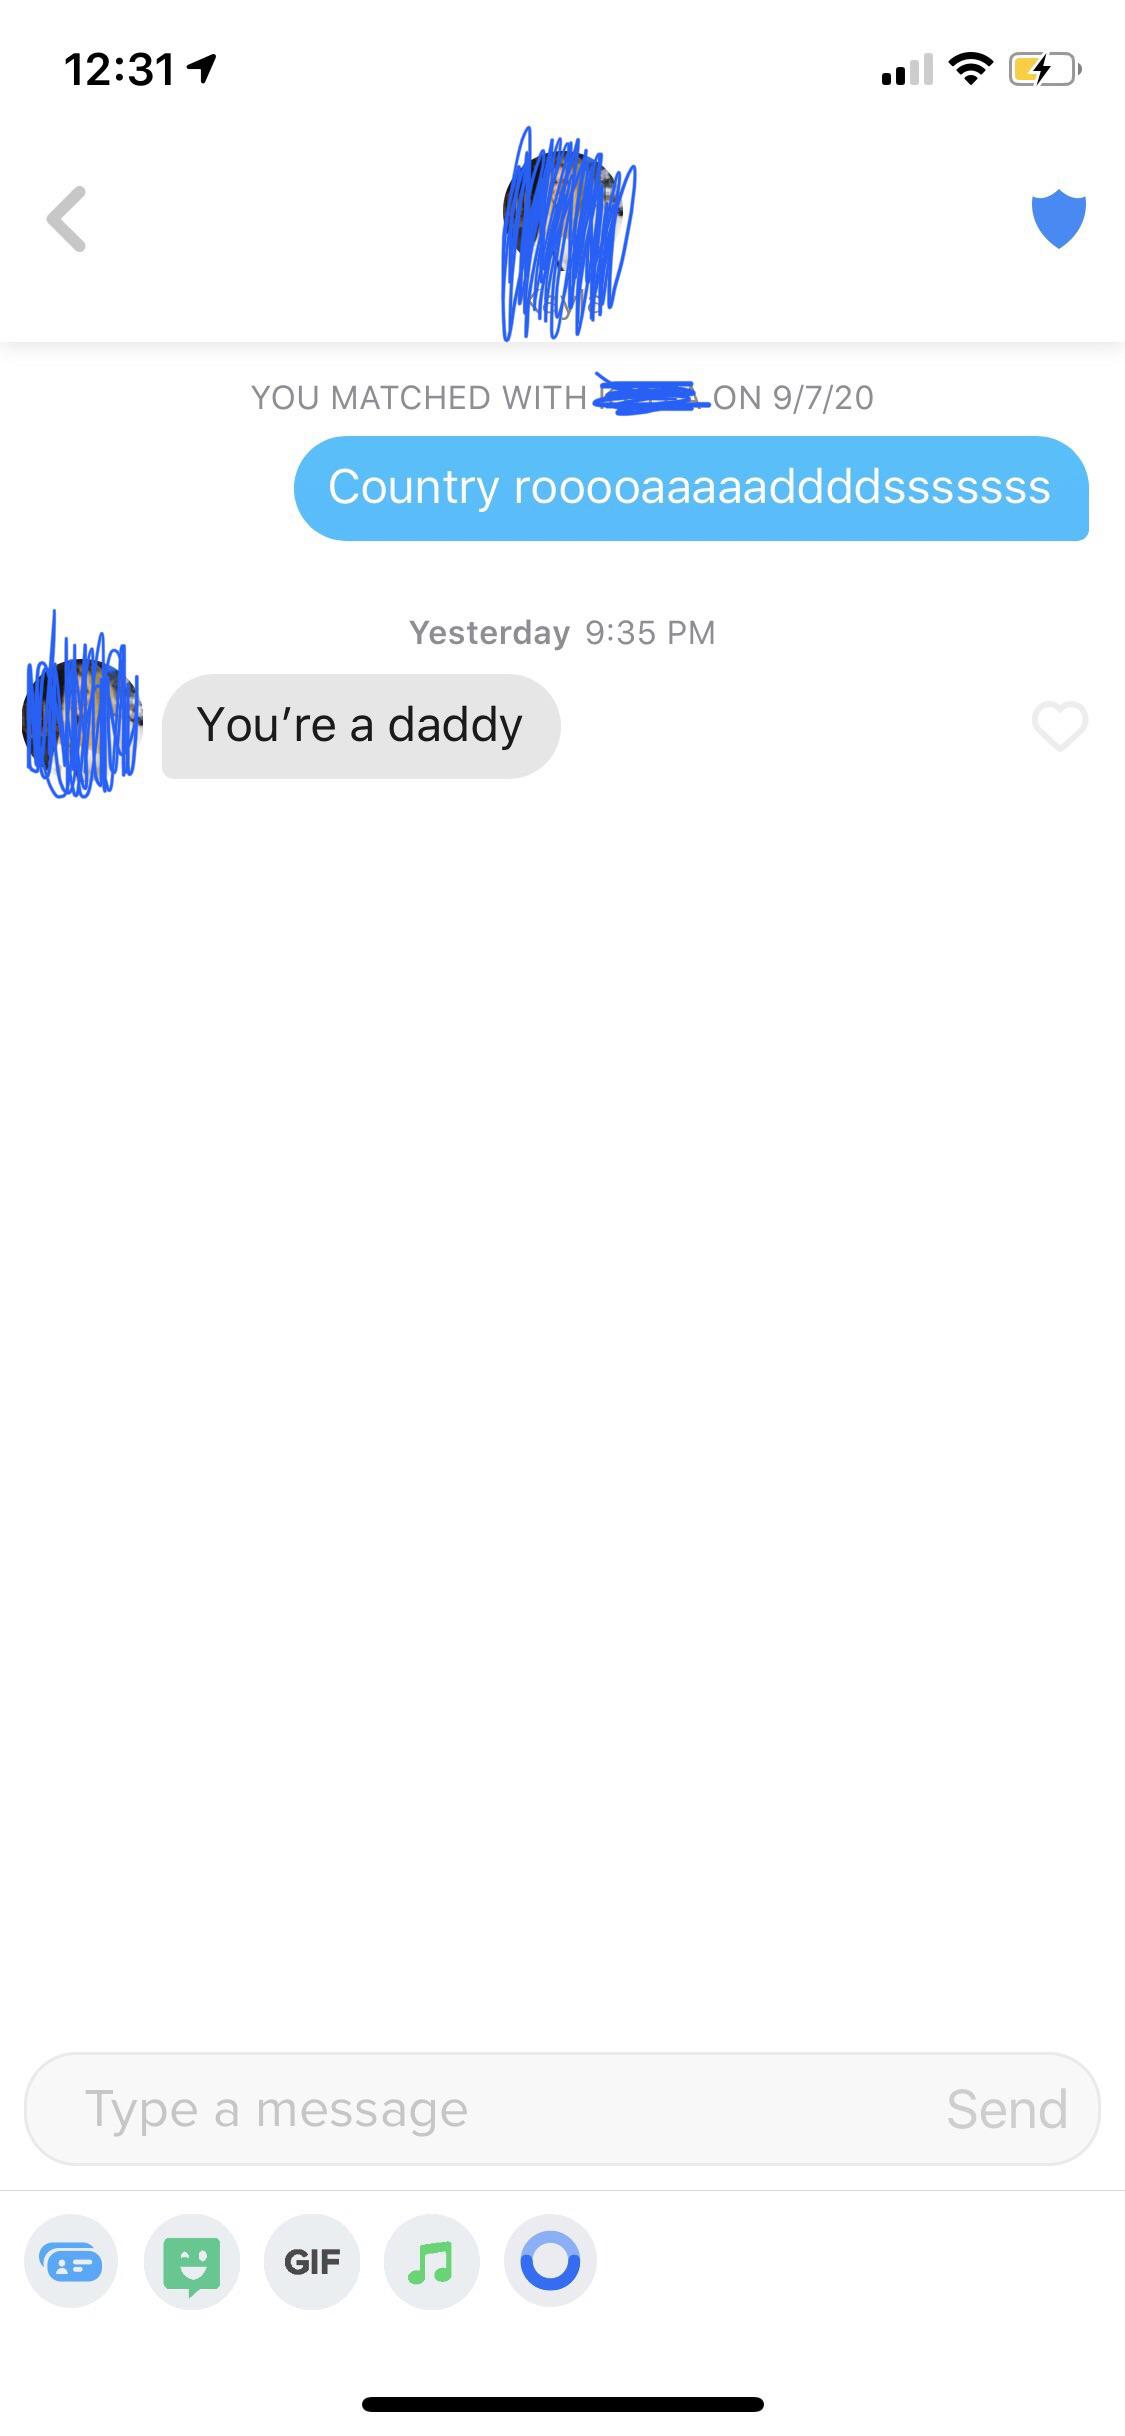 12:31
YOU MATCHED WITH ON 9/7/20
Country rooooaaaaaddddsssssss
Yesterday 9:35 PM
You’re a daddy
Type a message
Send
GIF